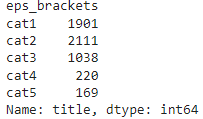 eps_brackets
cat1    1901
cat2    2111
cat3    1038
cat4     220
cat5     169
Name: title, dtype: int64